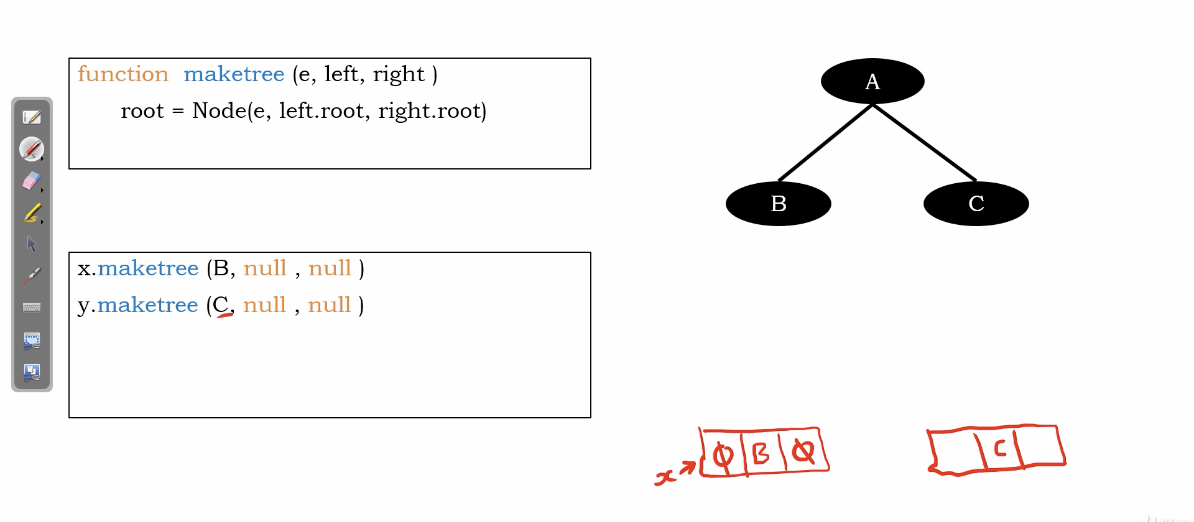 function maketree (e, left, right )
root = Node(e, left.root, right.root)
A
B C
x.maketree (B, null , null )
y.maketree (C, null , null )
x → ϕ B ϕ
C